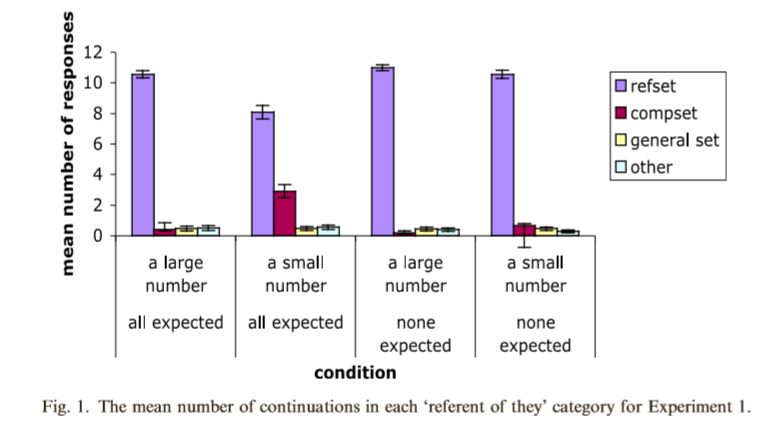 mean number of responses
12
10
8
6
4
2
0
refset
compset
general set
other
a large
number
all expected
a small
number
all expected
a large
number
none
expected
a small
number
none
expected
condition
Fig. 1. The mean number of continuations in each ‘referent of they’ category for Experiment 1.